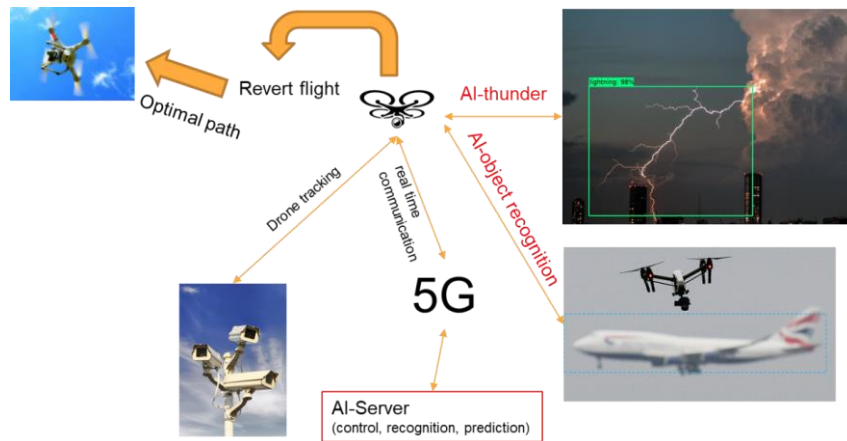 Revert flight
Optimal path
AI-thunder
lightning: 98%
AI-object recognition
Drone tracking
real time
communication
5G
AI-Server
(control, recognition, prediction)